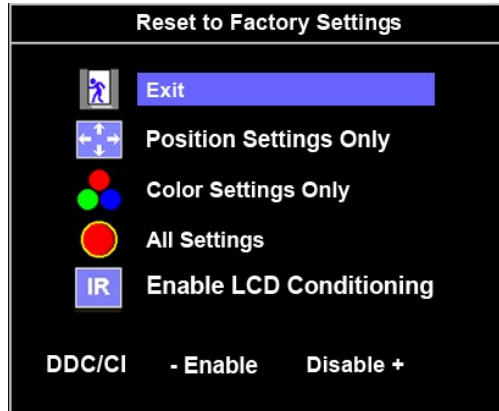 Reset to Factory Settings
Exit
Position Settings Only
Color Settings Only
All Settings
IR Enable LCD Conditioning
DDC/CI - Enable Disable +